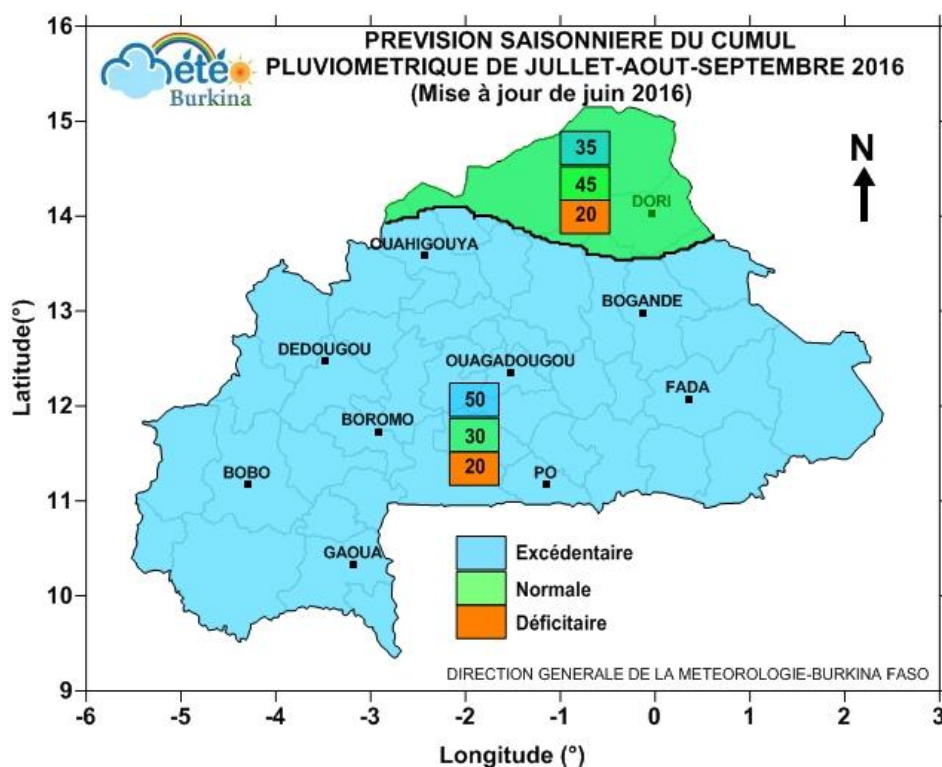 Météo
Burkina
PREVISION SAISONNIERE DU CUMUL
PLUVIOMETRIQUE DE JULLET-AOUT-SEPTEMBRE 2016
(Mise à jour de juin 2016)
16
15
14
13
12
11
10
9
Latitude(°)
N
35
45
20
DORI
OUAHIGOUYA
BOGANDE
DEDOUGOU
OUAGADOUGOU
FADA
50
30
20
BOROMO
BOBO
PO
GAOUA
Excédentaire
Normale
Déficitaire
DIRECTION GENERALE DE LA METEOROLOGIE-BURKINA FASO
-6 -5 -4 -3 -2 -1 0 1 2 3
Longitude (°)